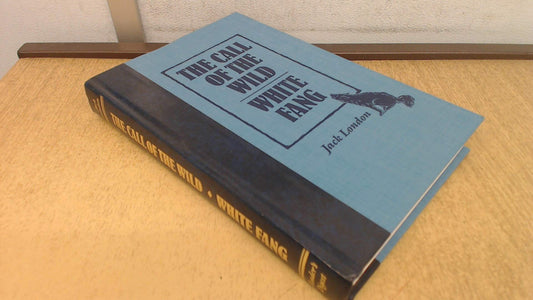 THE CALL
OF THE
WILD
WHITE
FANG
Jack London
THE CALL OF THE WILD • WHITE FANG